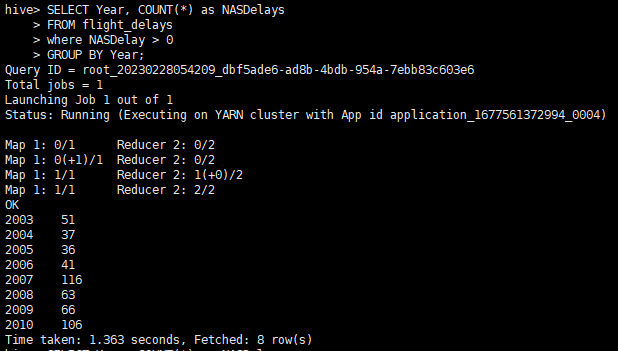 hive> SELECT Year, COUNT(*) as NASDelays
    > FROM flight_delays
    > where NASDelay > 0
    > GROUP BY Year;
Query ID = root_20230228054209_dbf5ade6-ad8b-4bdb-954a-7ebb83c603e6
Total jobs = 1
Launching Job 1 out of 1
Status: Running (Executing on YARN cluster with App id application_1677561372994_0004)

Map 1: 0/1      Reducer 2: 0/2
Map 1: 0(+1)/1  Reducer 2: 0/2
Map 1: 1/1      Reducer 2: 1(+0)/2
Map 1: 1/1      Reducer 2: 2/2
OK
2003    51
2004    37
2005    36
2006    41
2007    116
2008    63
2009    66
2010    106
Time taken: 1.363 seconds, Fetched: 8 row(s)